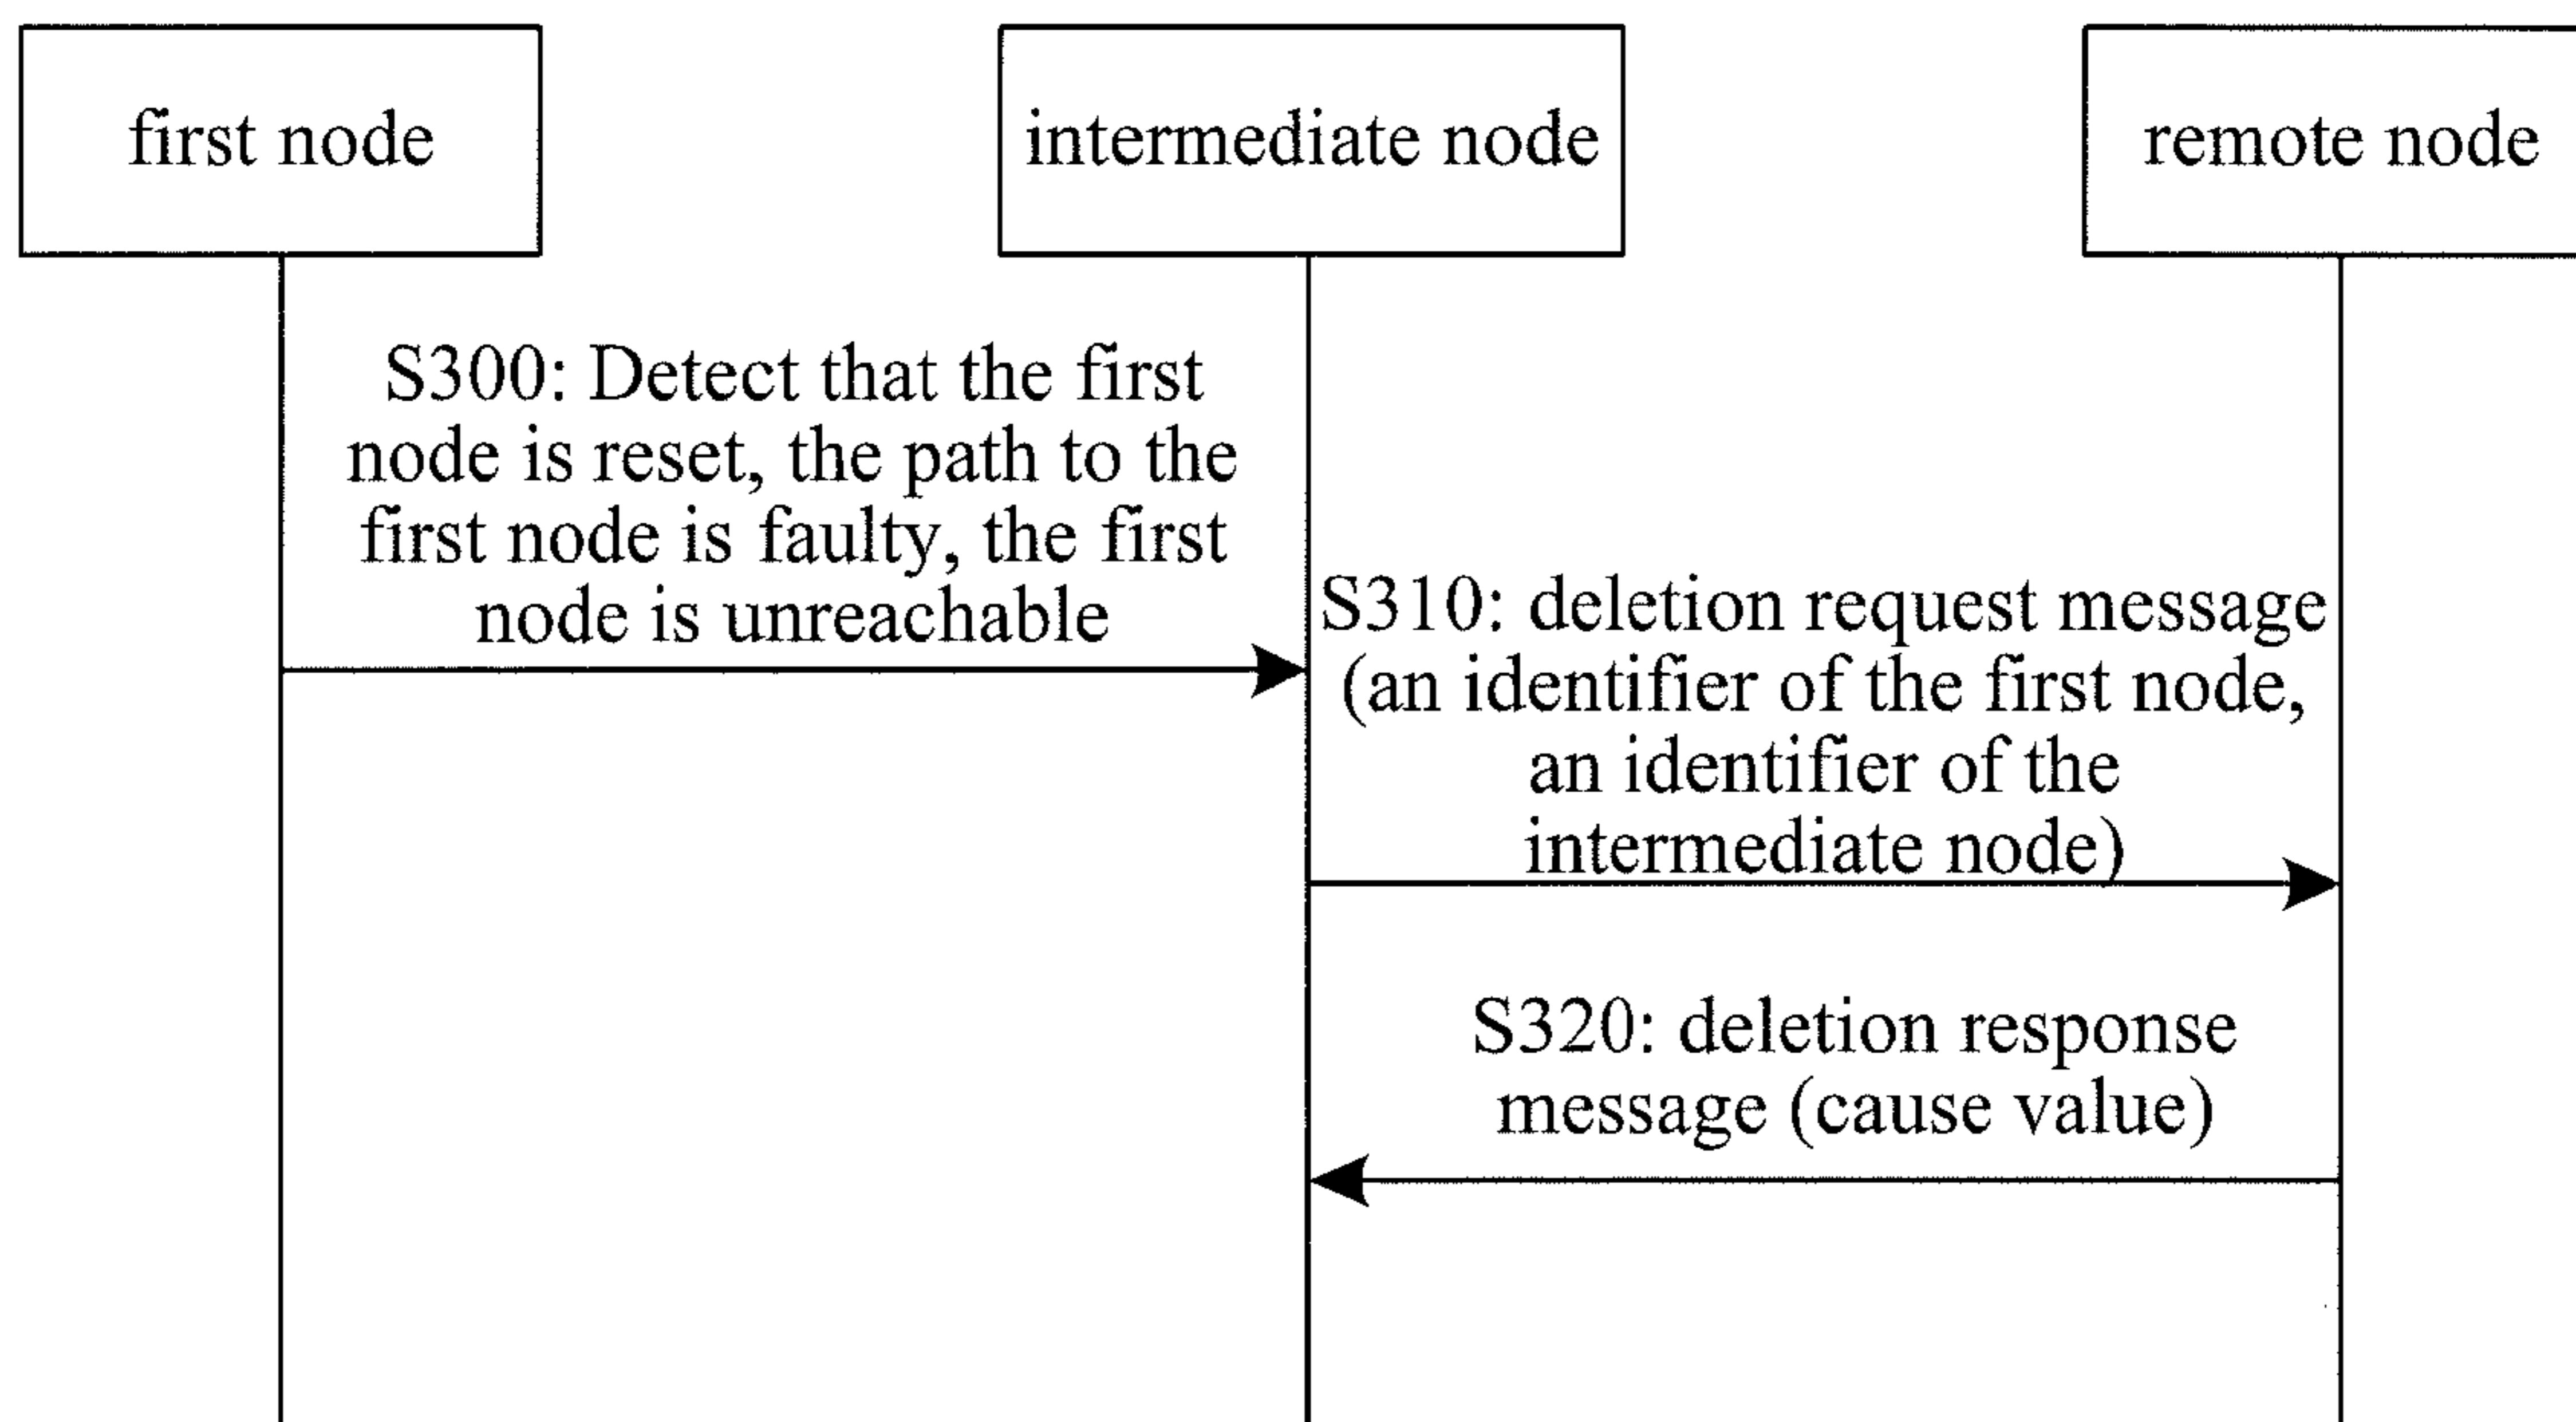 first node
intermediate node
remote node
S300: Detect that the first
node is reset, the path to the
first node is faulty, the first
node is unreachable
S310: deletion request message
(an identifier of the first node,
an identifier of the
intermediate node)
S320: deletion response
message (cause value)